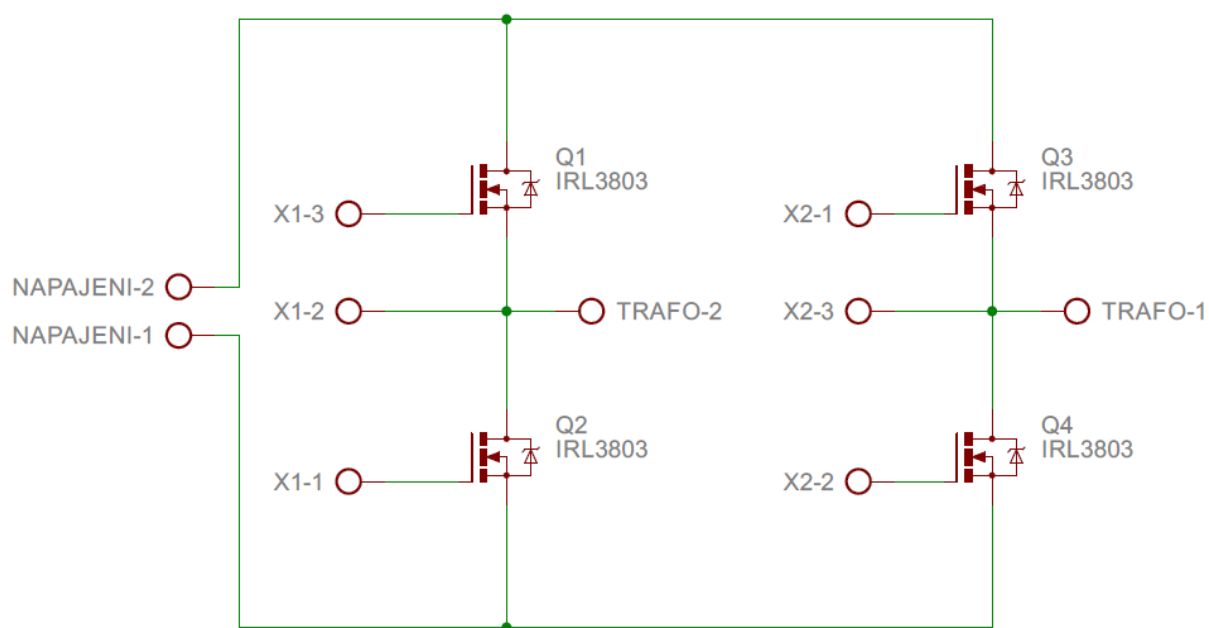 Q1
IRL3803
Q3
IRL3803
X1-3
X2-1
NAPAJENI-2
X1-2
TRAFO-2
X2-3
TRAFO-1
NAPAJENI-1
Q2
IRL3803
Q4
IRL3803
X1-1
X2-2